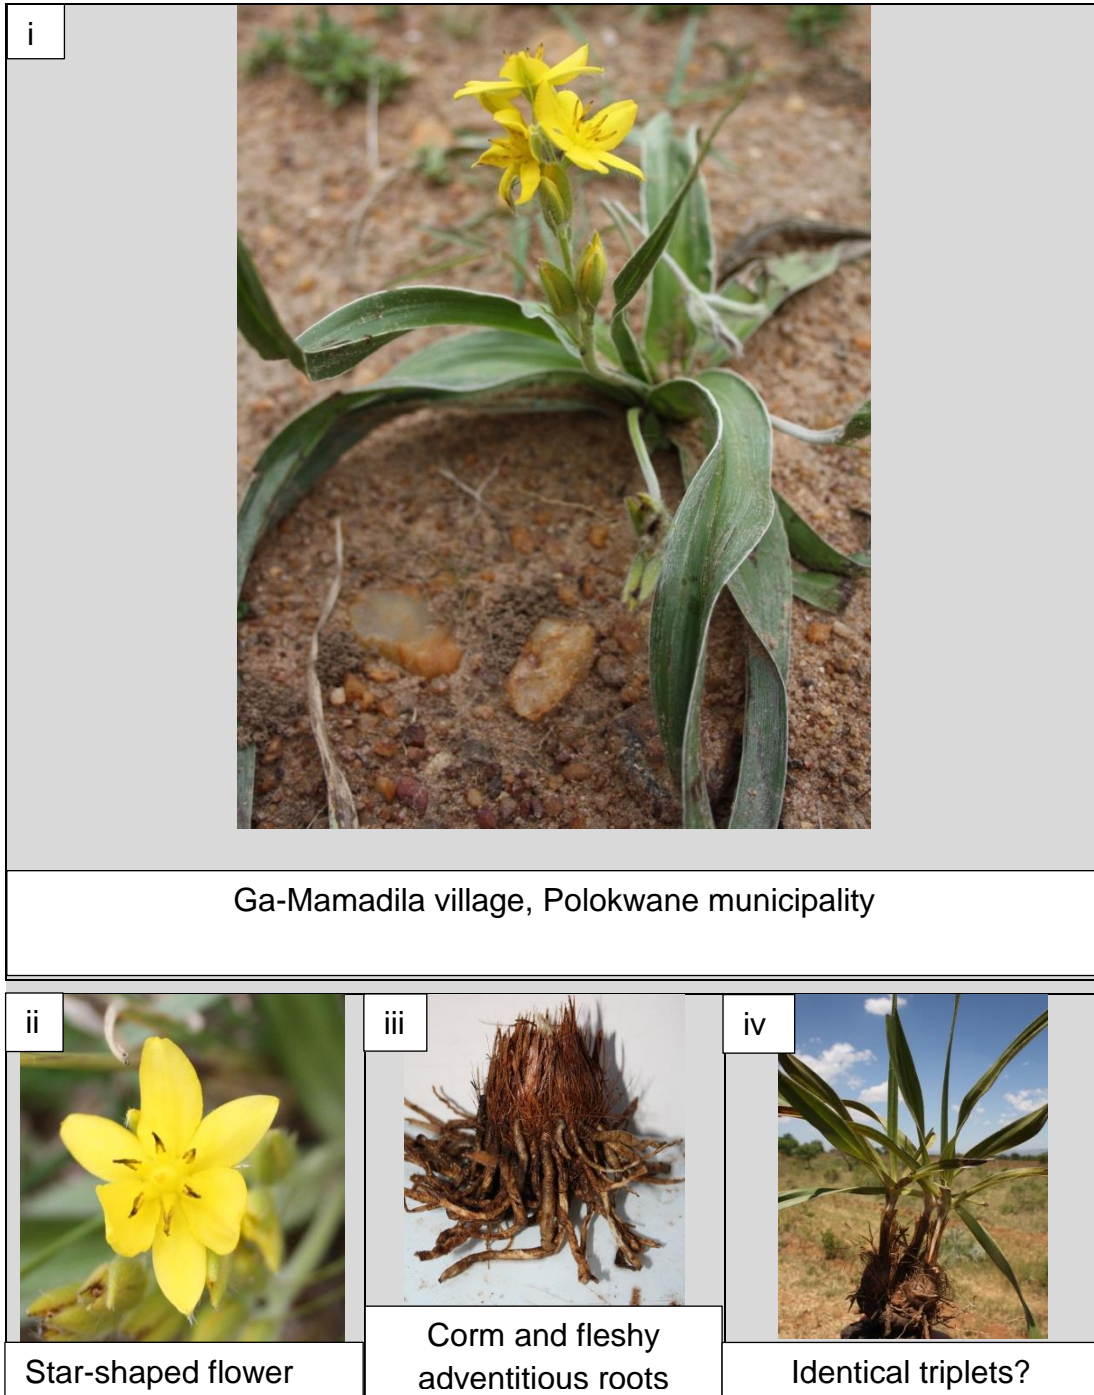 i
Ga-Mamadila village, Polokwane municipality
ii
Star-shaped flower
iii
Corm and fleshy
adventitious roots
iv
Identical triplets?